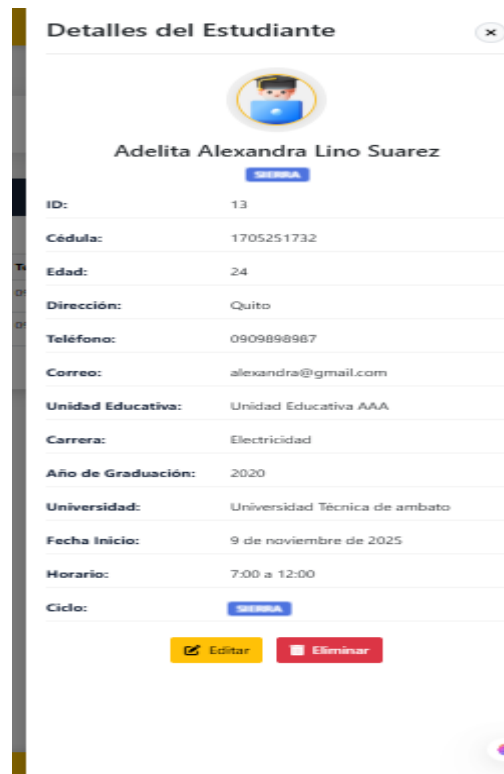 Detalles del Estudiante
Adelita Alexandra Lino Suarez
SIERRA
ID: 13
Cédula: 1705251732
Edad: 24
Dirección: Quito
Teléfono: 0909898987
Correo: alexandra@gmail.com
Unidad Educativa: Unidad Educativa AAA
Carrera: Electricidad
Año de Graduación: 2020
Universidad: Universidad Técnica de ambato
Fecha Inicio: 9 de noviembre de 2025
Horario: 7:00 a 12:00
Ciclo: SIERRA
Editar Eliminar